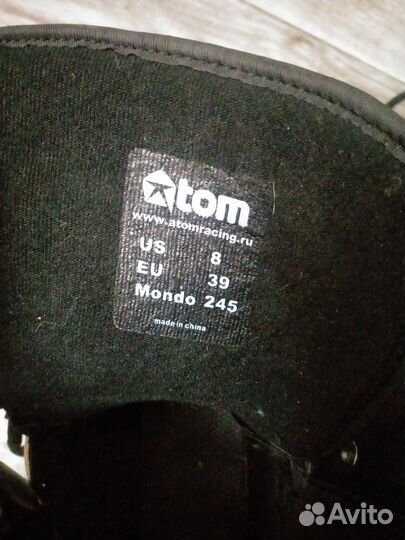 atom
www.atomracing.ru
US 8
EU 39
Mondo 245
made in china
Avito